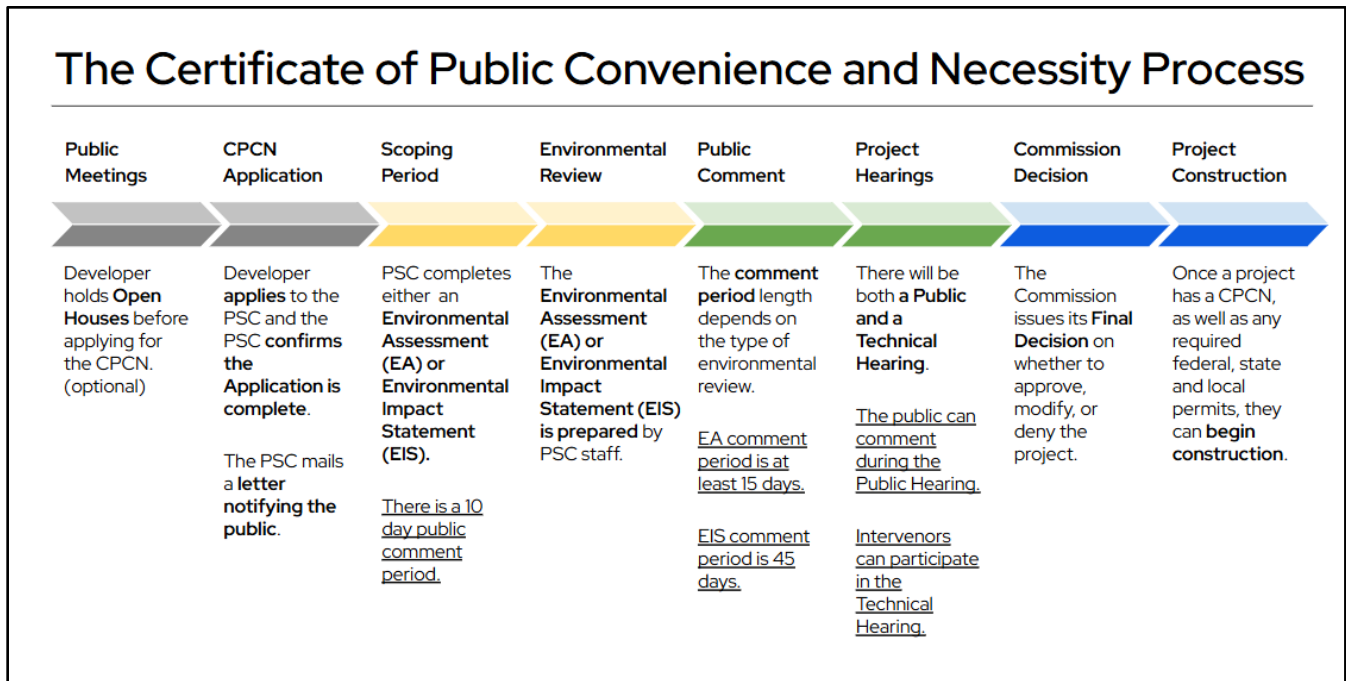 The Certificate of Public Convenience and Necessity Process
Public
Meetings
Developer
holds Open
Houses before
applying for
the CPCN.
(optional)
CPCN
Application
Developer
applies to the
PSC and the
PSC confirms
the
Application is
complete.
The PSC mails
a letter
notifying the
public.
Scoping
Period
PSC completes
either an
Environmental
Assessment
(EA) or
Environmental
Impact
Statement
(EIS).
There is a 10
day public
comment
period.
Environmental
Review
The
Environmental
Assessment
(EA) or
Environmental
Impact
Statement (EIS)
is prepared by
PSC staff.
Public
Comment
The comment
period length
depends on
the type of
environmental
review.
EA comment
period is at
least 15 days.
EIS comment
period is 45
days.
Project
Hearings
There will be
both a Public
and a
Technical
Hearing.
The public can
comment
during the
Public Hearing.
Intervenors
can participate
in the
Technical
Hearing.
Commission
Decision
The
Commission
issues its Final
Decision on
whether to
approve,
modify, or
deny the
project.
Project
Construction
Once a project
has a CPCN,
as well as any
required
federal, state
and local
permits, they
can begin
construction.